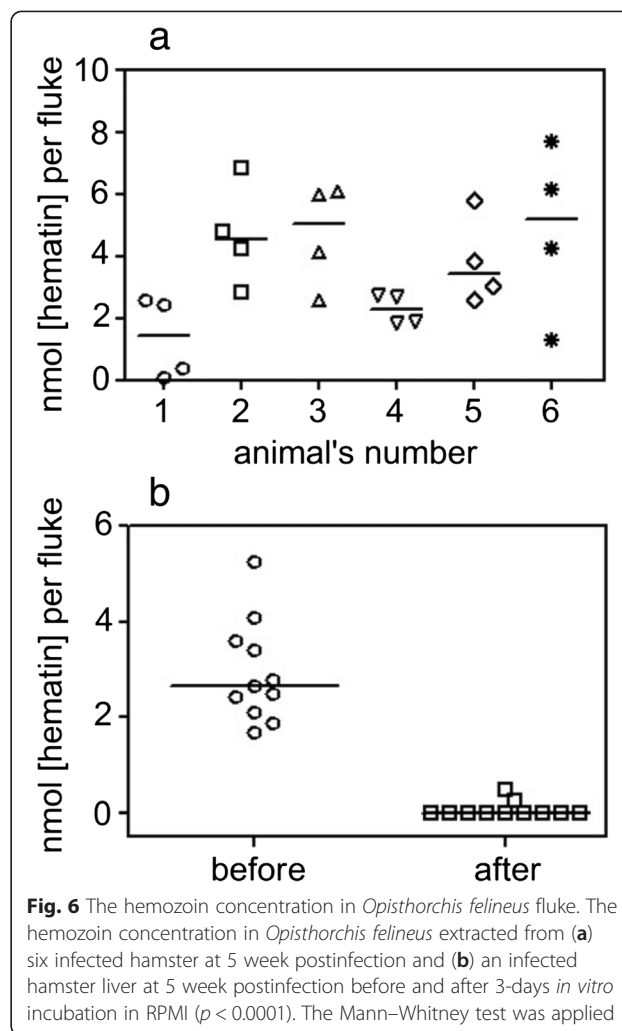 a
10
8
6
4
2
0
nmol [hematin] per fluke
1 2 3 4 5 6
animal's number
b
6
4
2
0
nmol [hematin] per fluke
before after
Fig. 6 The hemozoin concentration in Opisthorchis felineus fluke. The
hemozoin concentration in Opisthorchis felineus extracted from (a)
six infected hamster at 5 week postinfection and (b) an infected
hamster liver at 5 week postinfection before and after 3-days in vitro
incubation in RPMI (p < 0.0001). The Mann–Whitney test was applied